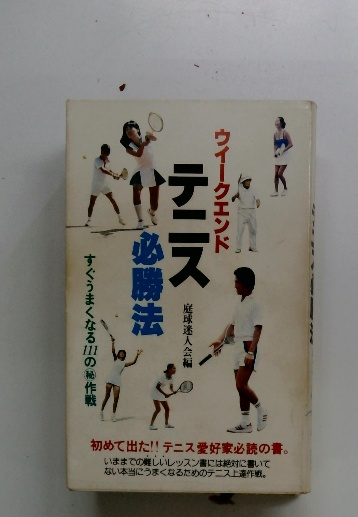 ウイークエンド
テニス
必勝法
すぐうまくなる111の㊙作戦
庭球迷人会編
初めて出た!!テニス愛好家必読の書。
いままでの難しいレッスン書には絶対に書いて
ない本当にうまくなるためのテニス上達作戦。